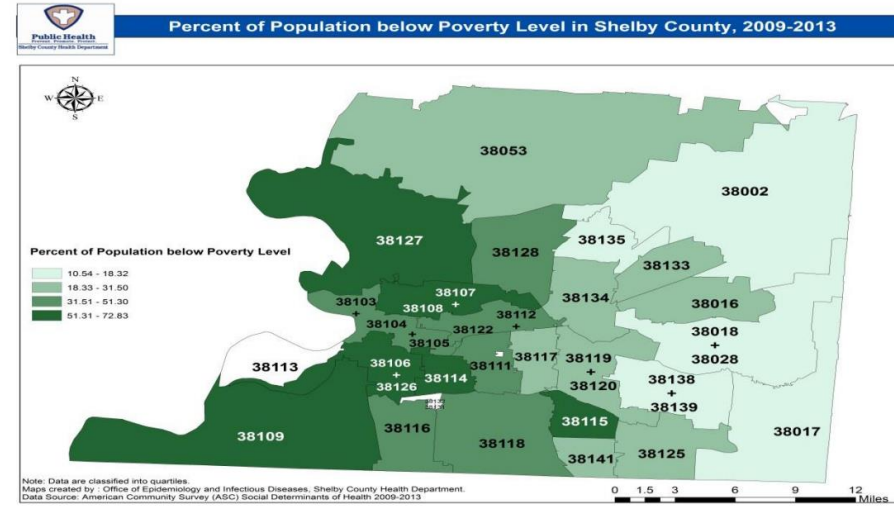 Public Health
Prevent. Promote. Protect.
Shelby County Health Department
Percent of Population below Poverty Level in Shelby County, 2009-2013
N
W E
S
38053
38002
38127
38135
38128
38133
38107
38134
38103
38108
38112
38016
38104
38122
38018
38105
38028
38113
38106
38111
38117
38119
38138
38126
38114
38120
38139
38109
38116
38118
38115
38017
38141
38125
Percent of Population below Poverty Level
10.54 - 18.32
18.33 - 31.50
31.51 - 51.30
51.31 - 72.83
Note: Data are classified into quartiles.
Maps created by : Office of Epidemiology and Infectious Diseases, Shelby County Health Department.
Data Source: American Community Survey (ASC) Social Determinants of Health 2009-2013
0 1.5 3 6 9 12
Miles